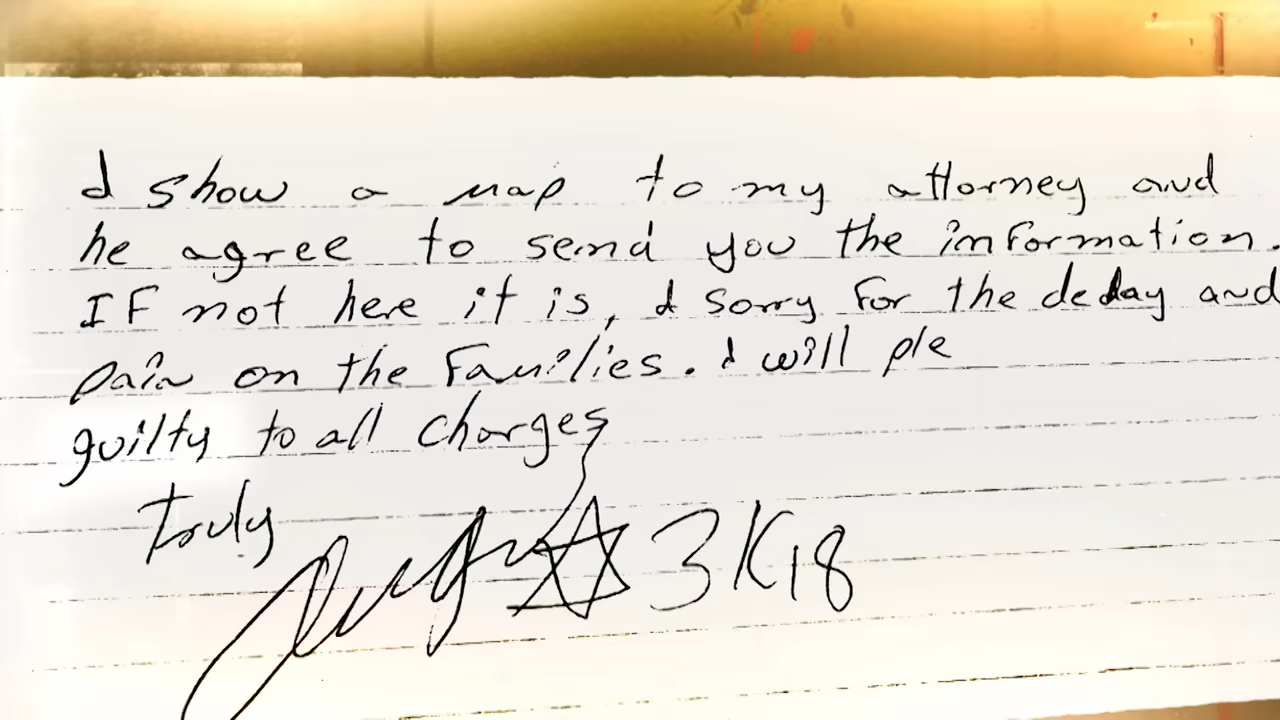 I show a map to my attorney and
he agree to send you the information.
IF not here it is, I sorry for the deday and
pain on the families. I will ple
guilty to all charges
Truly
3K18